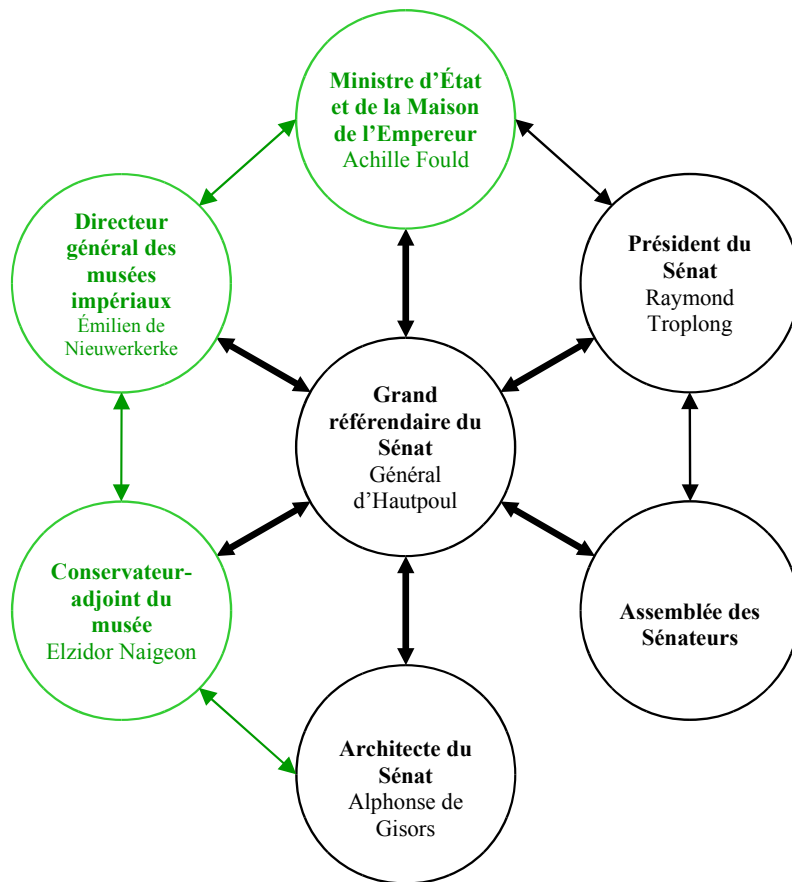 Ministre d’État
et de la Maison
de l’Empereur
Achille Fould
Directeur
général des
musées
impériaux
Émilien de
Nieuwerkerke
Président du
Sénat
Raymond
Troplong
Grand
référendaire du
Sénat
Général
d’Hautpoul
Conservateur-
adjoint du
musée
Elzidor Naigeon
Assemblée des
Sénateurs
Architecte du
Sénat
Alphonse de
Gisors